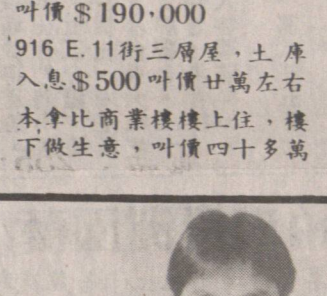 叫價＄190,000
916 E.11街三層屋，土庫
入息＄500叫價廿萬左右
本拿比商業樓樓上住，樓
下做生意，叫價四十多萬